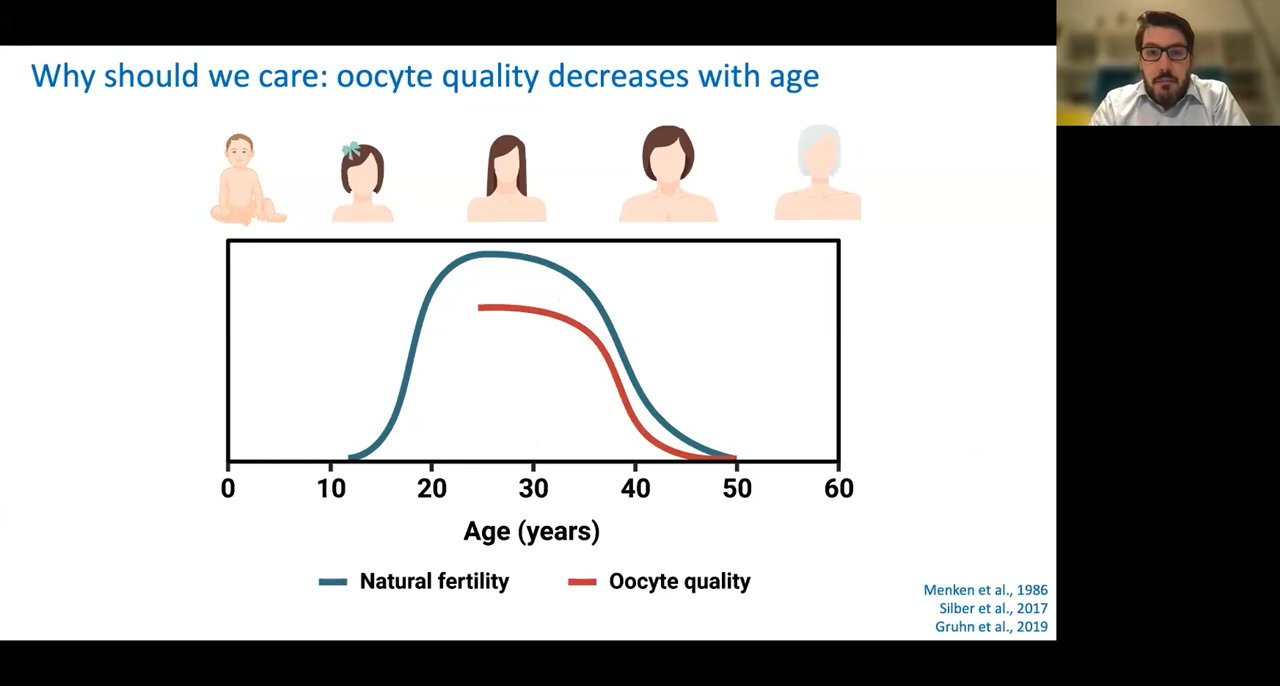 Why should we care: oocyte quality decreases with age
0 10 20 30 40 50 60
Age (years)
Natural fertility Oocyte quality
Menken et al., 1986
Silber et al., 2017
Gruhn et al., 2019